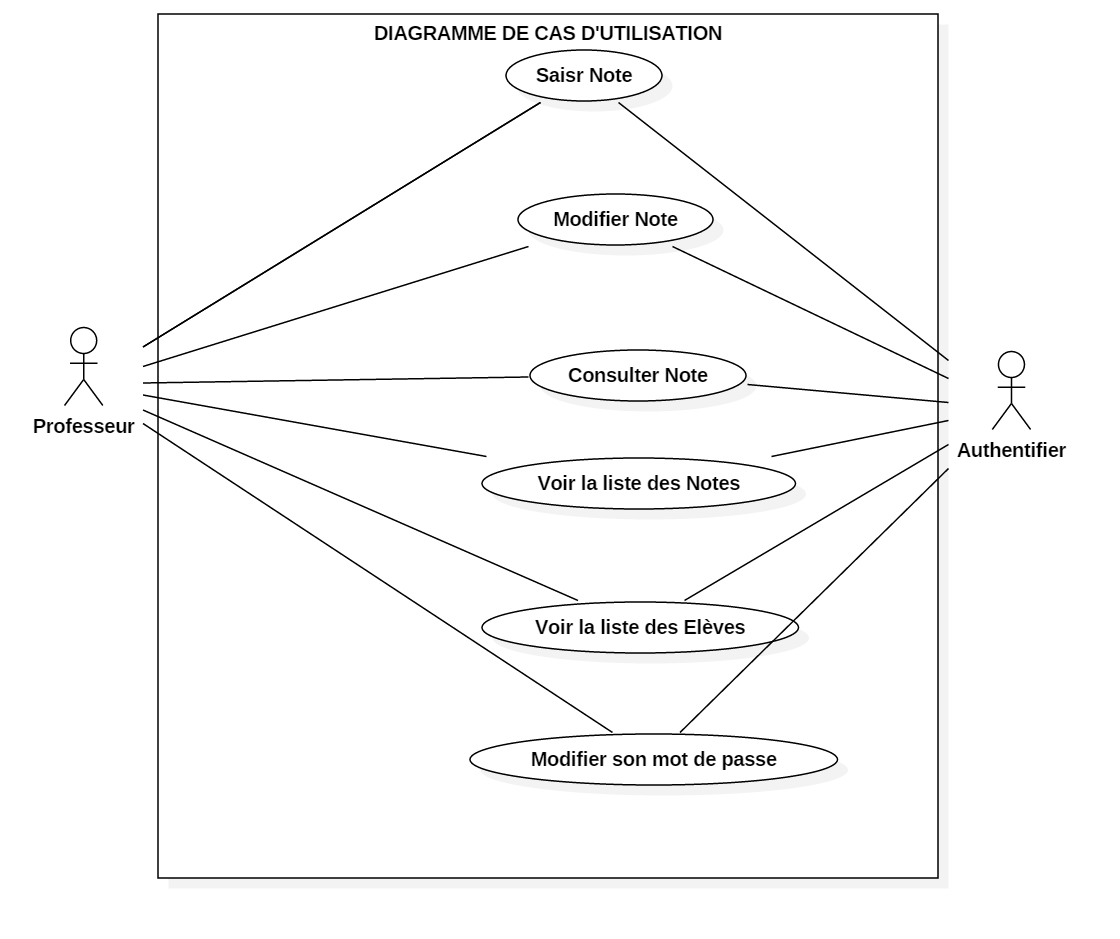 DIAGRAMME DE CAS D'UTILISATION
Saisr Note
Modifier Note
Consulter Note
Professeur
Authentifier
Voir la liste des Notes
Voir la liste des Elèves
Modifier son mot de passe